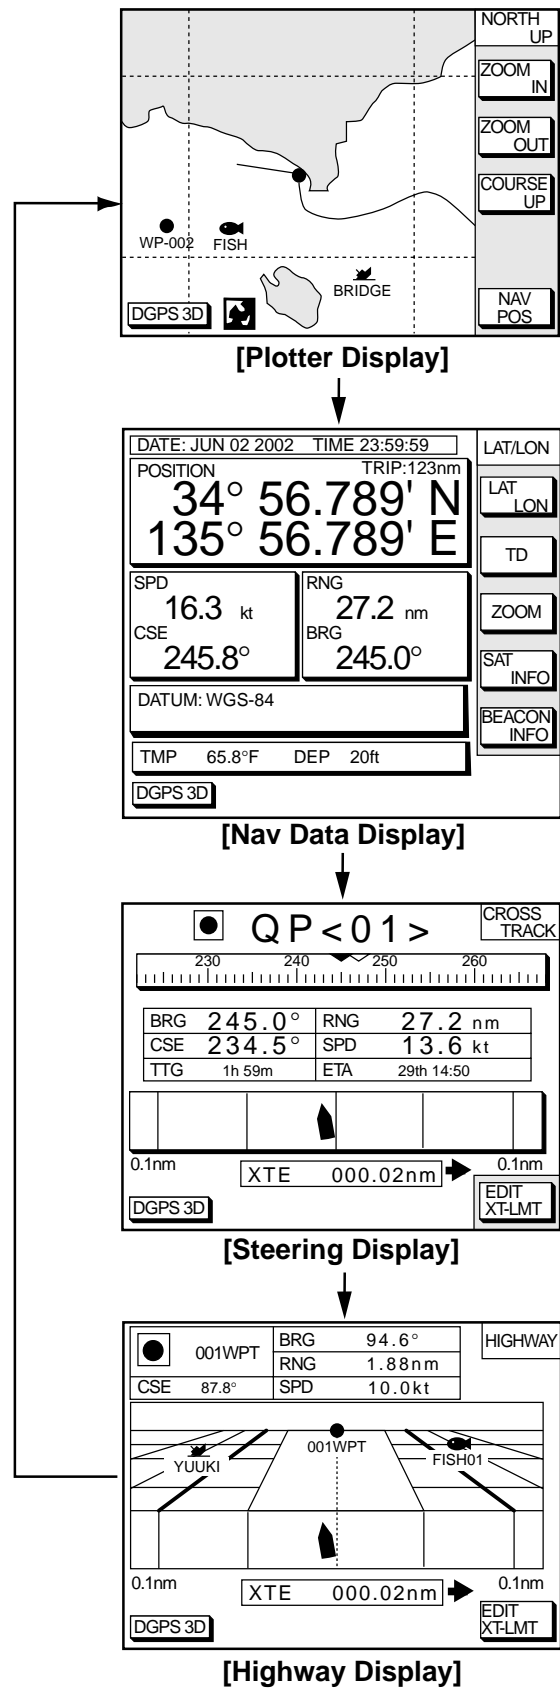 NORTH
UP
ZOOM
IN
ZOOM
OUT
COURSE
UP
WP-002
FISH
BRIDGE
DGPS 3D
NAV
POS
[Plotter Display]
DATE: JUN 02 2002 TIME 23:59:59
LAT/LON
POSITION
TRIP:123nm
34° 56.789' N
135° 56.789' E
LAT
LON
TD
SPD
16.3 kt
CSE
245.8°
RNG
27.2 nm
BRG
245.0°
ZOOM
SAT
INFO
DATUM: WGS-84
BEACON
INFO
TMP 65.8°F DEP 20ft
DGPS 3D
[Nav Data Display]
QP<01>
CROSS
TRACK
230 240 250 260
BRG 245.0° RNG 27.2 nm
CSE 234.5° SPD 13.6 kt
TTG 1h 59m ETA 29th 14:50
0.1nm
XTE 000.02nm
0.1nm
DGPS 3D
EDIT
XT-LMT
[Steering Display]
001WPT
BRG 94.6°
HIGHWAY
RNG 1.88nm
CSE 87.8° SPD 10.0kt
001WPT
YUUKI
FISH01
0.1nm
XTE 000.02nm
0.1nm
DGPS 3D
EDIT
XT-LMT
[Highway Display]